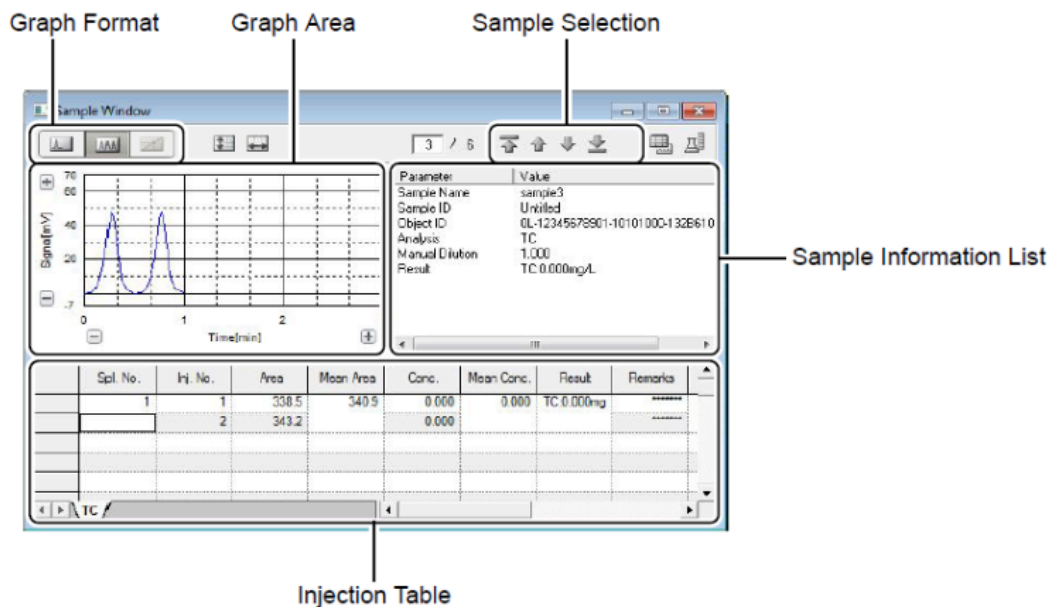 Graph Format
Graph Area
Sample Selection
Sample Window
3 / 6
Parameter Value
Sample Name sample3
Sample ID Untitled
Object ID 0L-12345678901-10101000-132B610
Analysis TC
Manual Dilution 1.000
Result TC:0.000mg/L
Signal[mV]
70
60
40
20
-7
0 1 2
Time[min]
Sample Information List
Spl. No. Inj. No. Area Mean Area Conc. Mean Conc. Result Remarks
1 1 338.5 340.9 0.000 0.000 TC:0.000mg *******
2 343.2 0.000 *******
TC
Injection Table